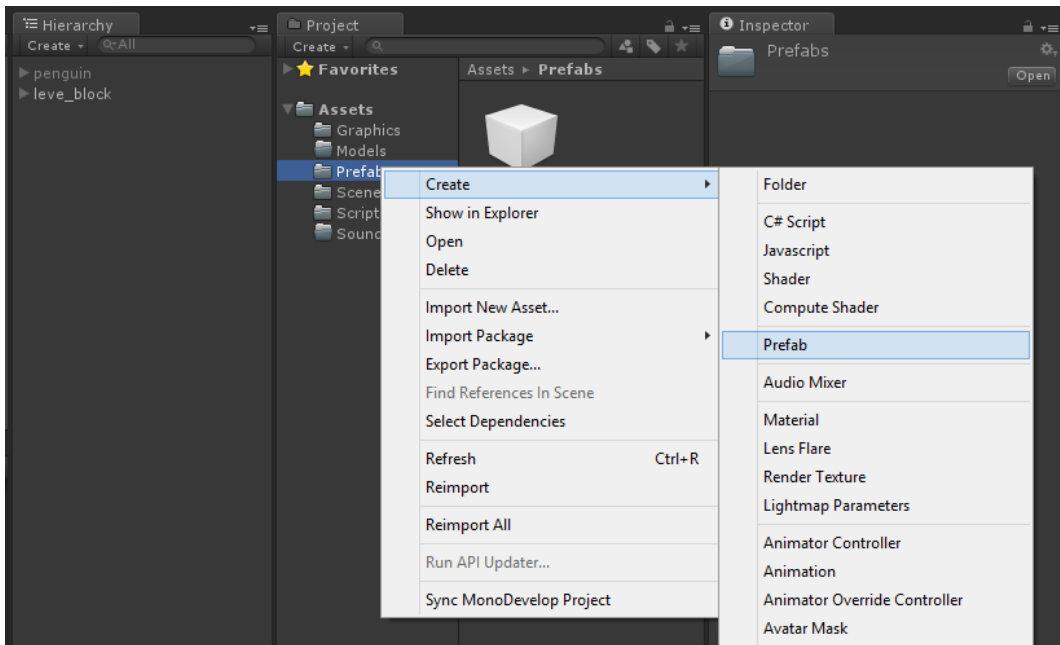 Hierarchy
Create
All
penguin
leve_block
Project
Create
Favorites
Assets
Graphics
Models
Prefab
Scene
Script
Sound
Assets ▸ Prefabs
Inspector
Prefabs
Open
Create
Show in Explorer
Open
Delete
Import New Asset...
Import Package
Export Package...
Find References In Scene
Select Dependencies
Refresh Ctrl+R
Reimport
Reimport All
Run API Updater...
Sync MonoDevelop Project
Folder
C# Script
Javascript
Shader
Compute Shader
Prefab
Audio Mixer
Material
Lens Flare
Render Texture
Lightmap Parameters
Animator Controller
Animation
Animator Override Controller
Avatar Mask